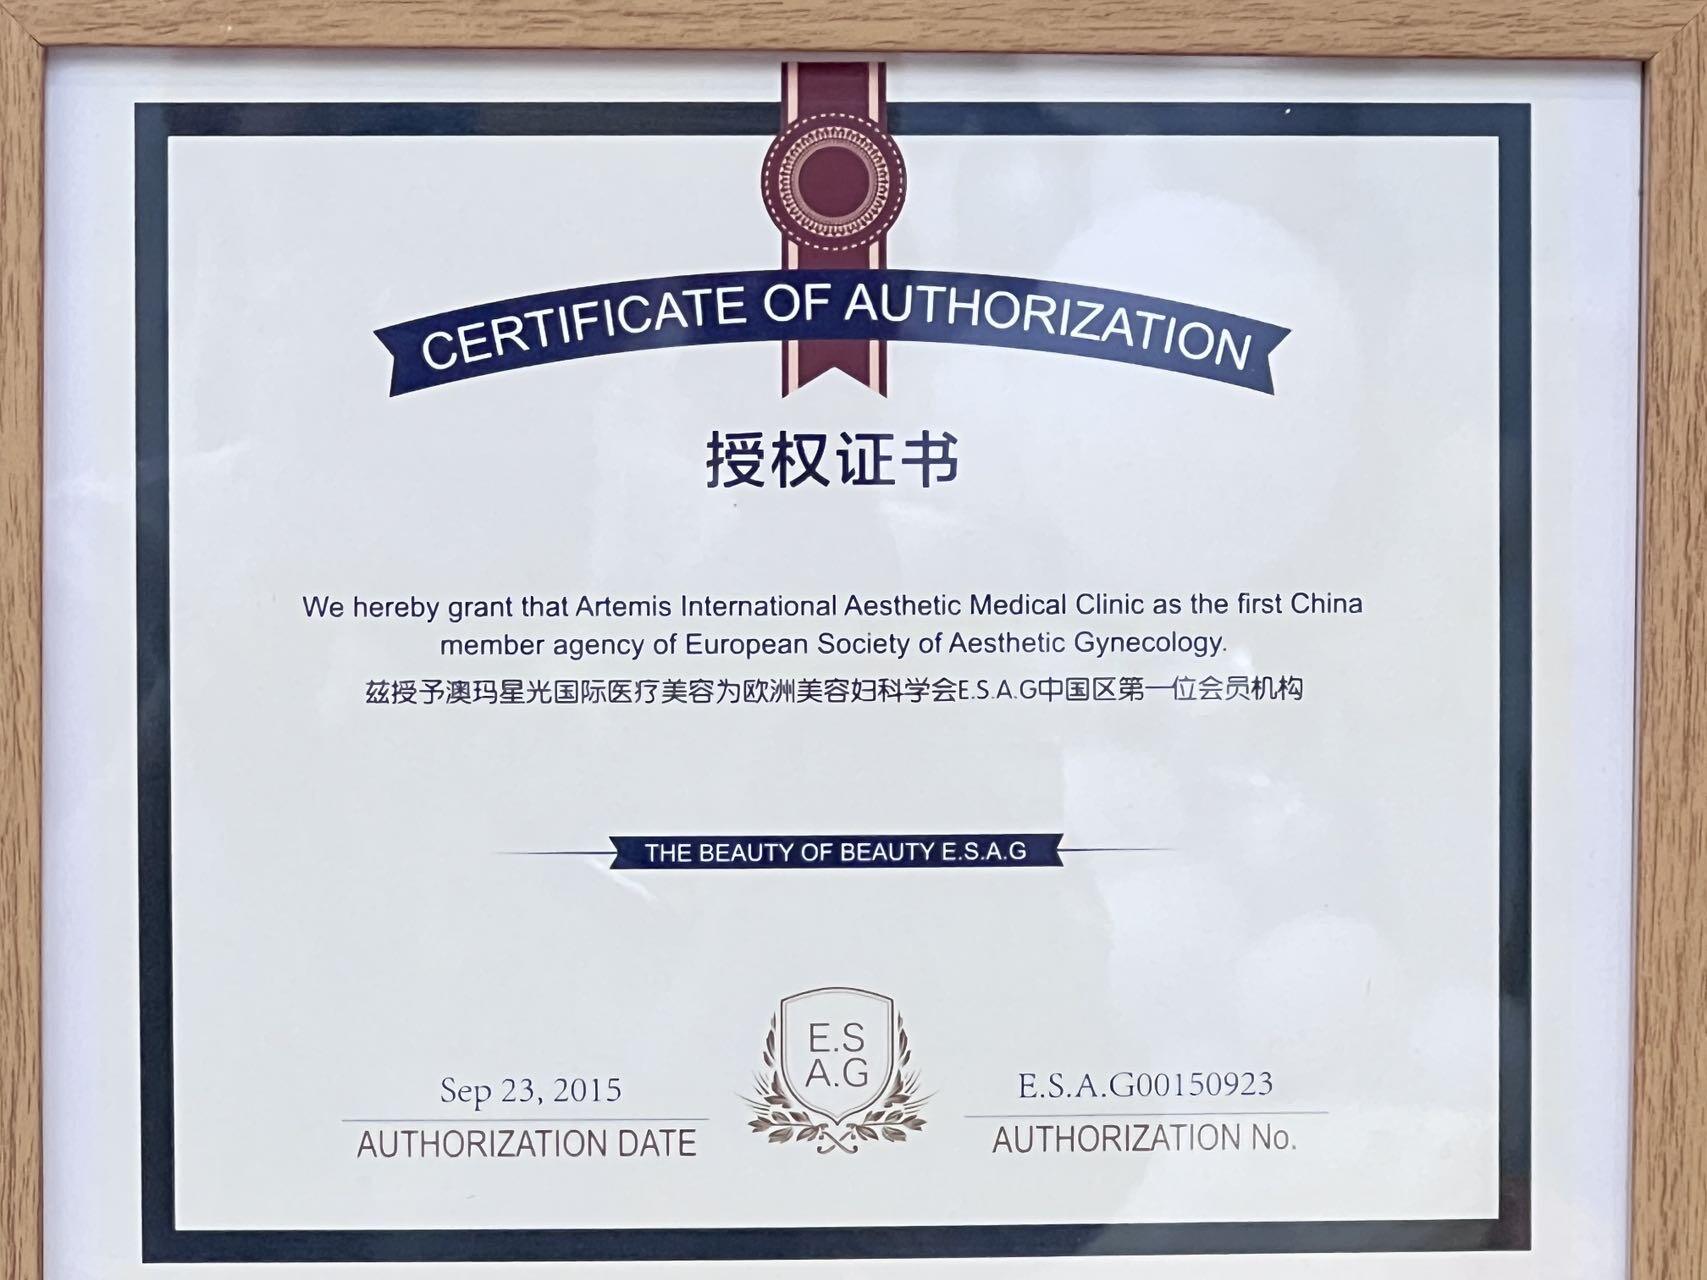 CERTIFICATE OF AUTHORIZATION
授权证书
We hereby grant that Artemis International Aesthetic Medical Clinic as the first China
member agency of European Society of Aesthetic Gynecology.
兹授予澳玛星光国际医疗美容为欧洲美容妇科学会E.S.A.G中国区第一位会员机构
THE BEAUTY OF BEAUTY E.S.A.G
E.S
A.G
Sep 23, 2015
AUTHORIZATION DATE
E.S.A.G00150923
AUTHORIZATION No.